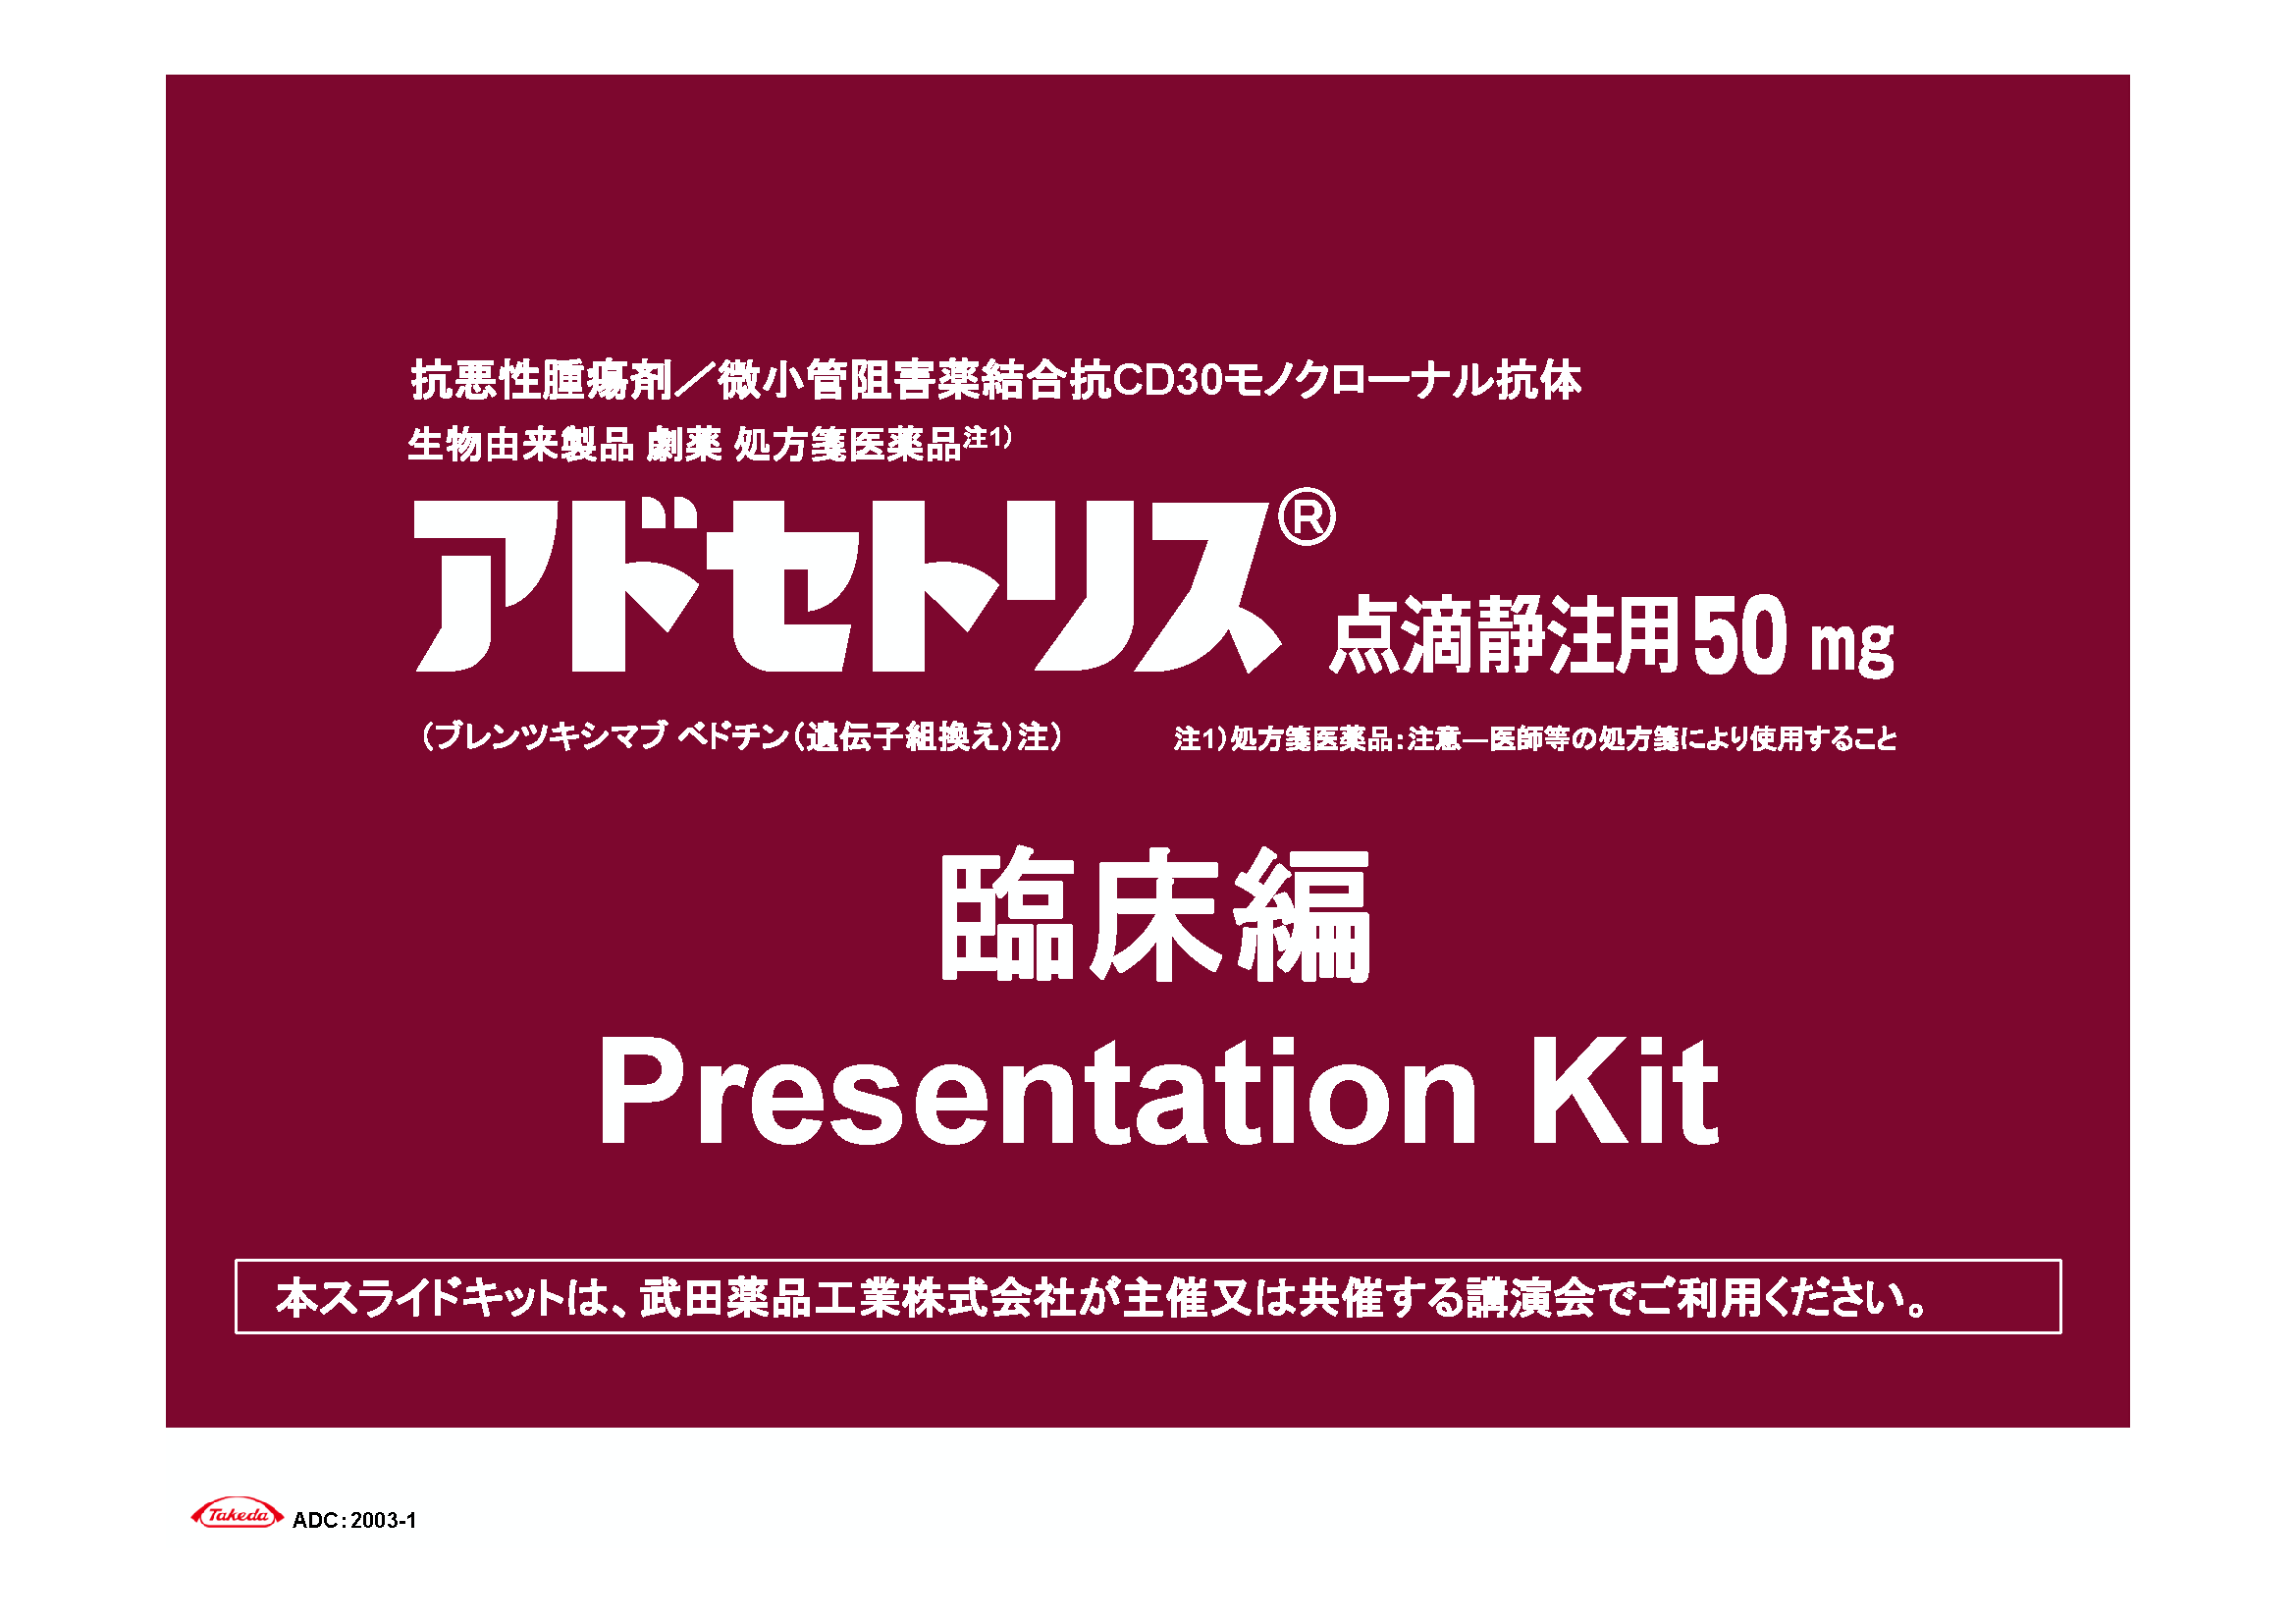 抗悪性腫瘍剤／微小管阻害薬結合抗CD30モノクローナル抗体
生物由来製品 劇薬 処方箋医薬品注1）
アドセトリス® 点滴静注用50 mg
（ブレンツキシマブ ベドチン（遺伝子組換え）注）
注1）処方箋医薬品：注意―医師等の処方箋により使用すること
臨床編
Presentation Kit
本スライドキットは、武田薬品工業株式会社が主催又は共催する講演会でご利用ください。
Takeda ADC：2003-1